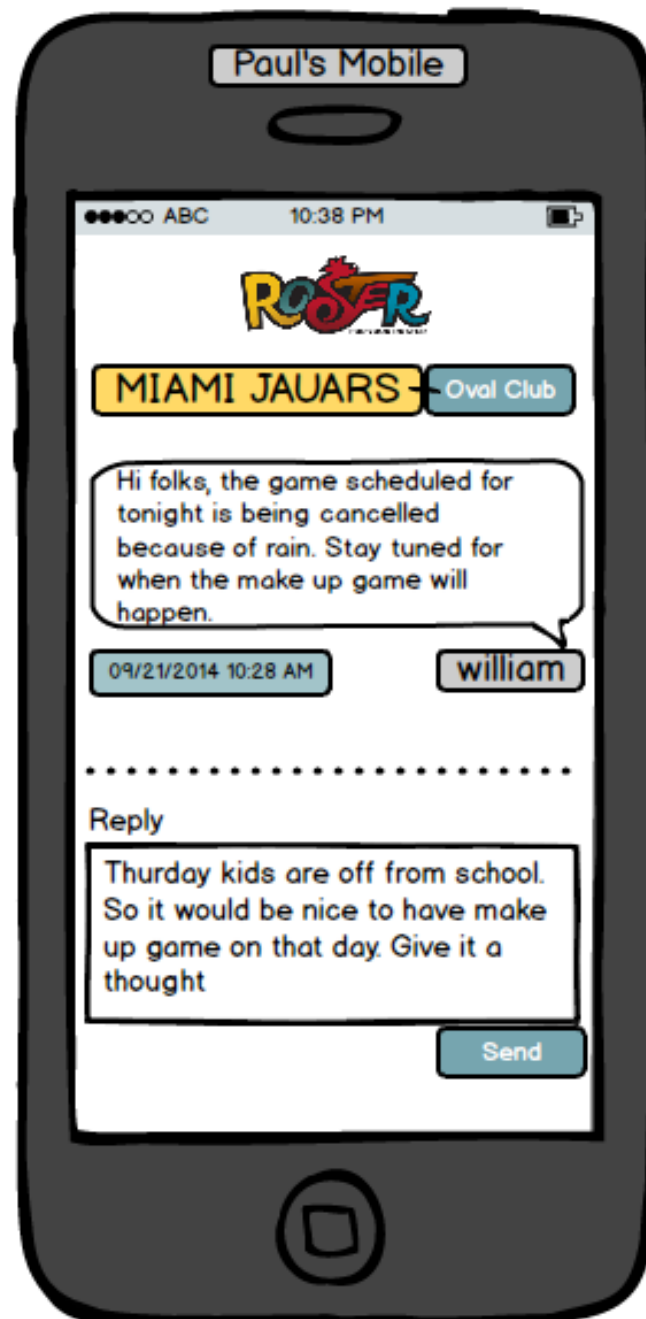 Paul's Mobile
ABC 10:38 PM
ROSTER
MIAMI JAUARS Oval Club
Hi folks, the game scheduled for
tonight is being cancelled
because of rain. Stay tuned for
when the make up game will
happen.
09/21/2014 10:28 AM william
Reply
Thurday kids are off from school.
So it would be nice to have make
up game on that day. Give it a
thought
Send